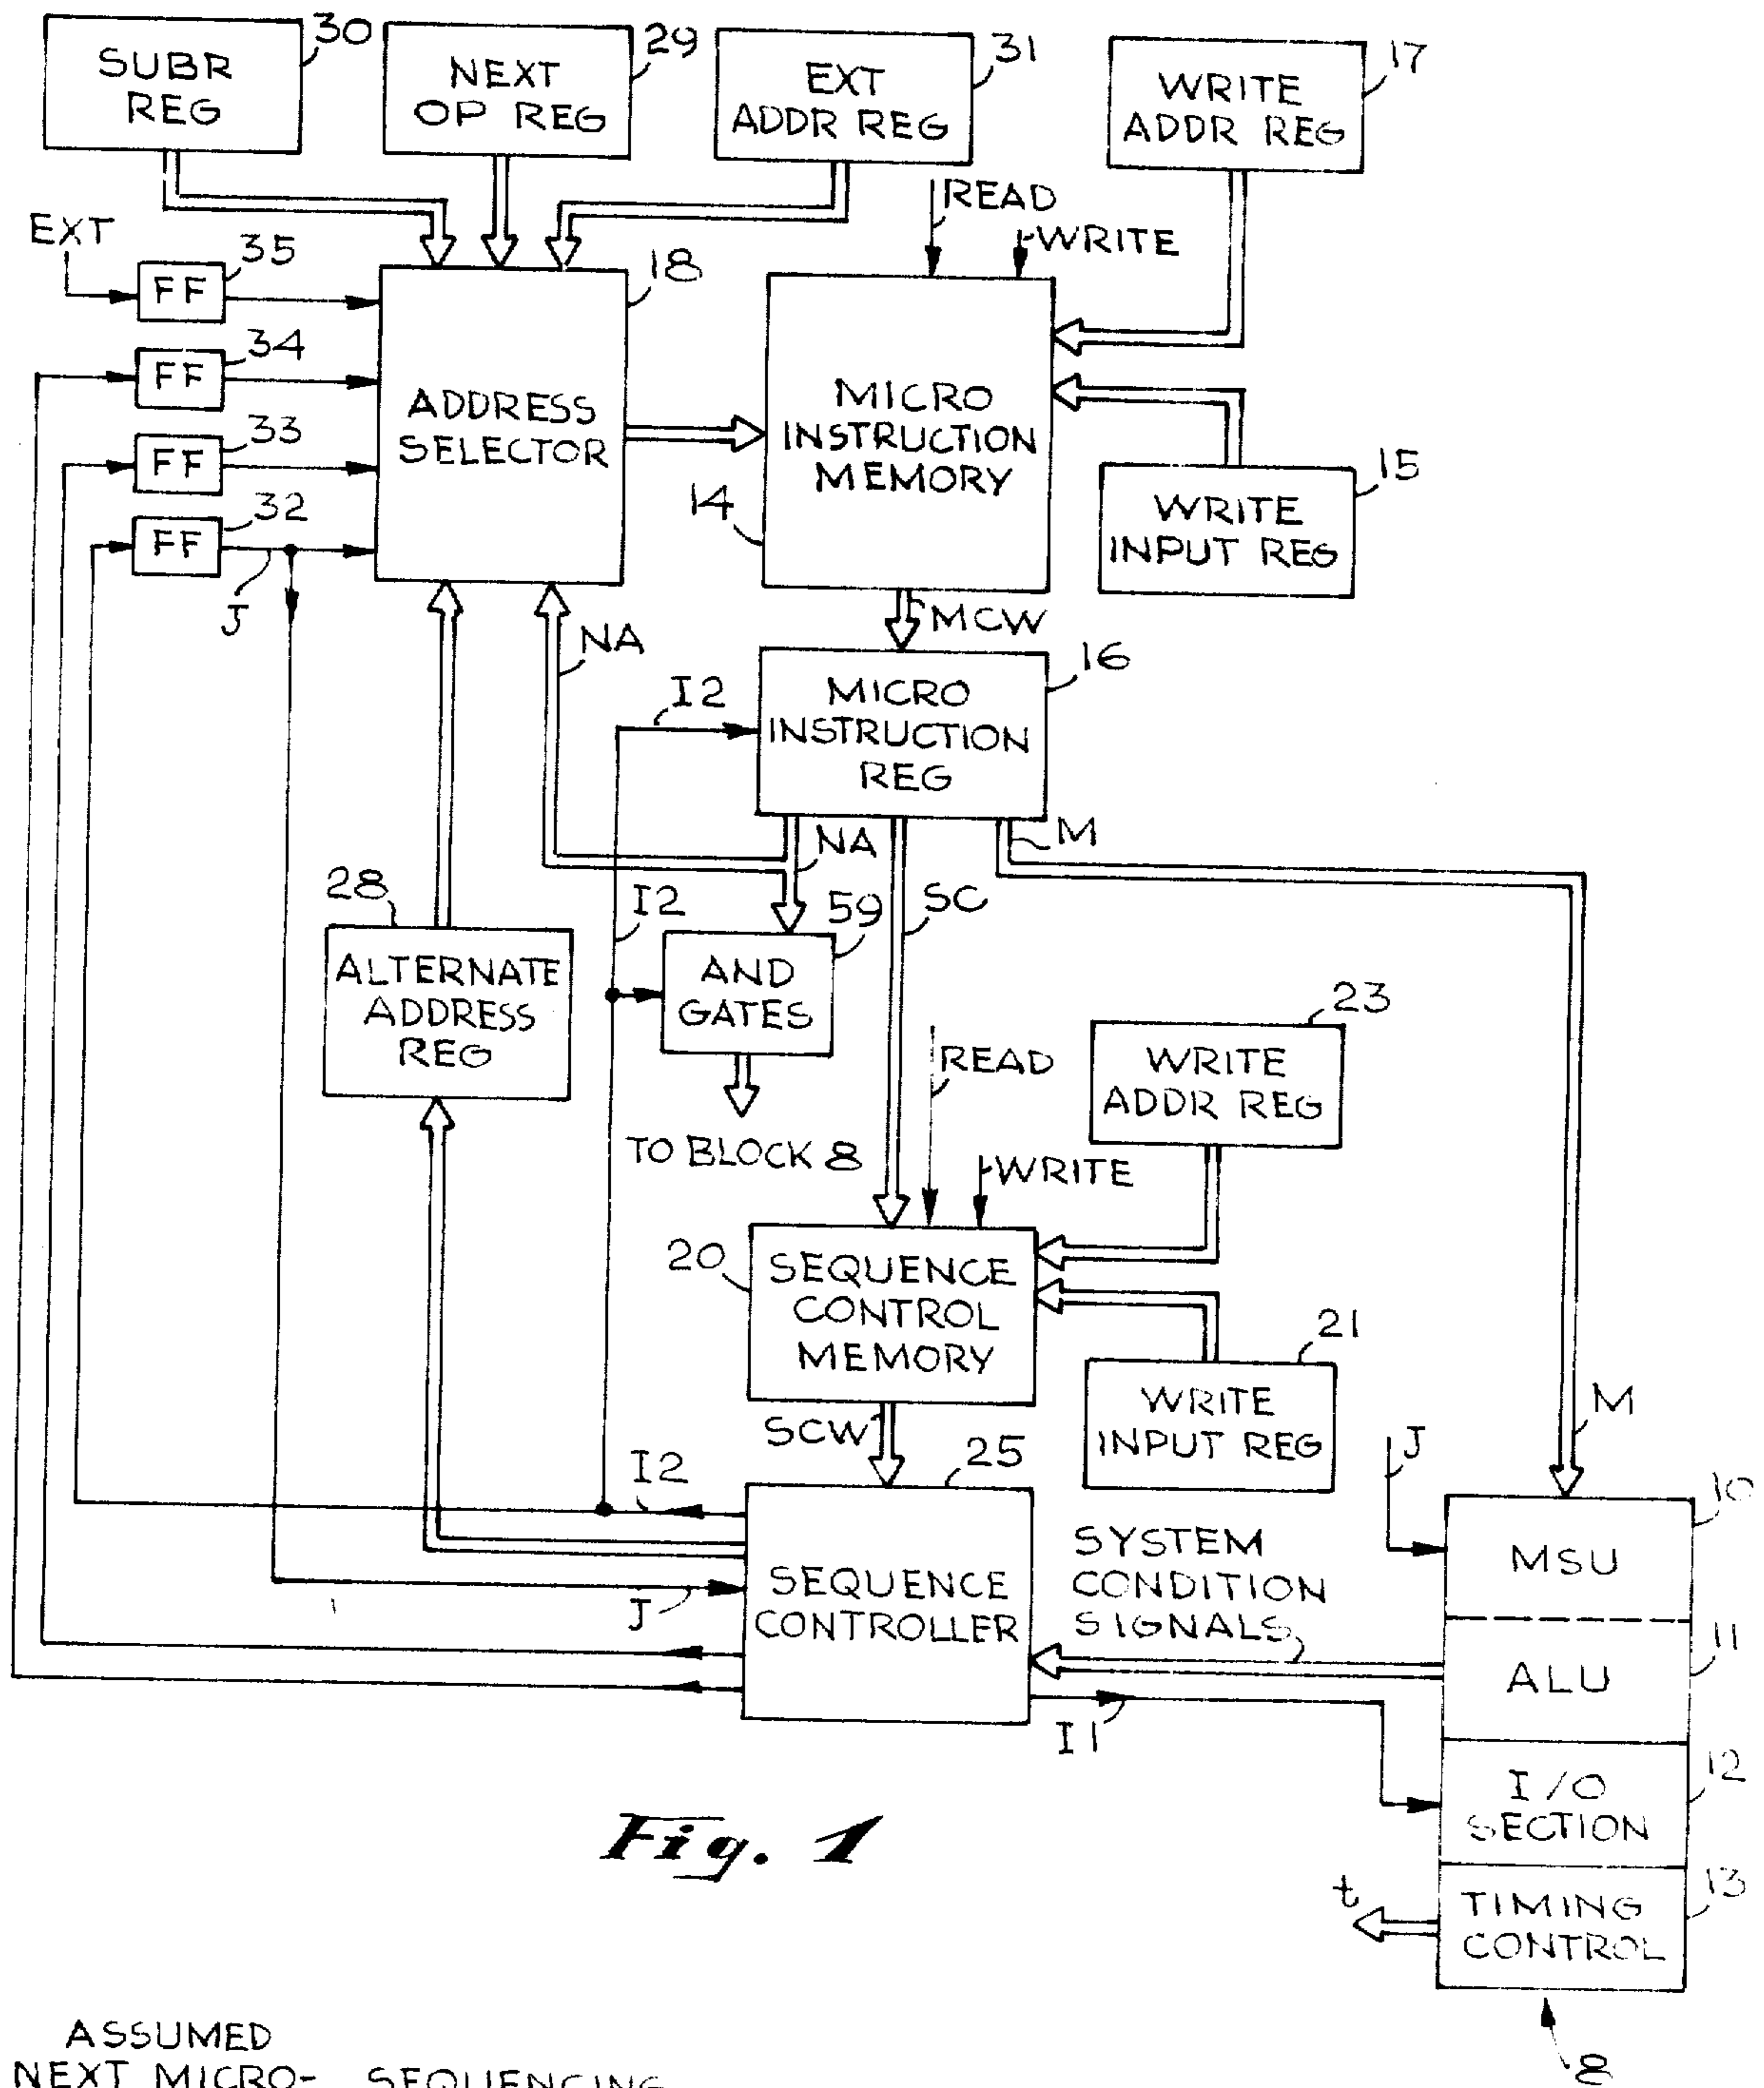 SUBR
REG
30
NEXT
OP REG
29
EXT
ADDR REG
31
WRITE
ADDR REG
17
READ
WRITE
EXT
FF
35
FF
34
FF
33
FF
32
J
18
ADDRESS
SELECTOR
MICRO
INSTRUCTION
MEMORY
14
15
WRITE
INPUT REG
MCW
NA
I2
16
MICRO
INSTRUCTION
REG
NA
SC
M
28
ALTERNATE
ADDRESS
REG
I2
59
AND
GATES
TO BLOCK 8
READ
WRITE
23
WRITE
ADDR REG
20
SEQUENCE
CONTROL
MEMORY
21
WRITE
INPUT REG
SCW
I2
25
SEQUENCE
CONTROLLER
J
SYSTEM
CONDITION
SIGNALS
I1
J
M
10
MSU
11
ALU
12
I/O
SECTION
13
TIMING
CONTROL
t
8
Fig. 1
ASSUMED
NEXT MICRO- SEQUENCING